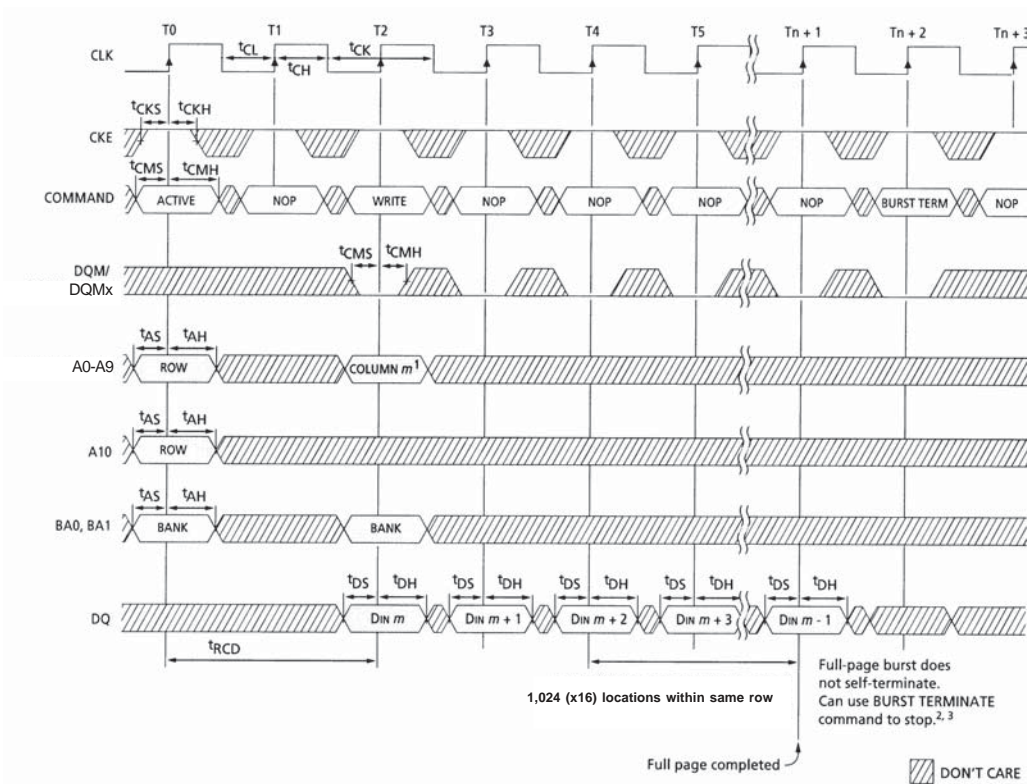 T0 T1 T2 T3 T4 T5 Tn + 1 Tn + 2 Tn + 3
CLK tCL tCK
tCH
tCKS tCKH
CKE
tCMS tCMH
COMMAND ACTIVE NOP WRITE NOP NOP NOP NOP BURST TERM NOP
tCMS tCMH
DQM/
DQMx
tAS tAH
A0-A9 ROW COLUMN m1
tAS tAH
A10 ROW
tAS tAH
BA0, BA1 BANK BANK
tDS tDH tDS tDH tDS tDH tDS tDH tDS tDH
DQ DIN m DIN m + 1 DIN m + 2 DIN m + 3 DIN m - 1
tRCD
1,024 (x16) locations within same row
Full-page burst does
not self-terminate.
Can use BURST TERMINATE
command to stop.2, 3
Full page completed
DON'T CARE